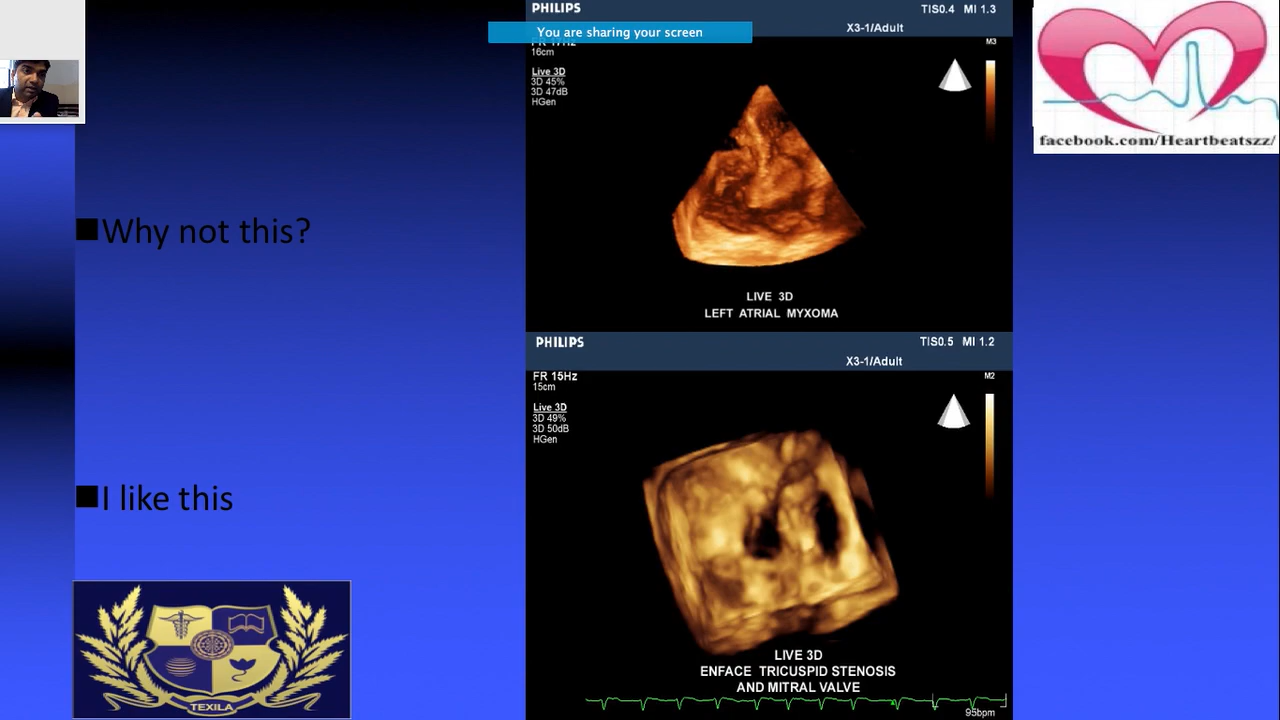 PHILIPS
TIS0.4 MI 1.3
You are sharing your screen
X3-1/Adult
16cm
M3
Live 3D
3D 45%
3D 47dB
HGen
facebook.com/Heartbeatszz/
■Why not this?
LIVE 3D
LEFT ATRIAL MYXOMA
PHILIPS
TIS0.5 MI 1.2
X3-1/Adult
FR 15Hz
15cm
M2
Live 3D
3D 49%
3D 50dB
HGen
■I like this
LIVE 3D
ENFACE TRICUSPID STENOSIS
AND MITRAL VALVE
TEXILA
95bpm